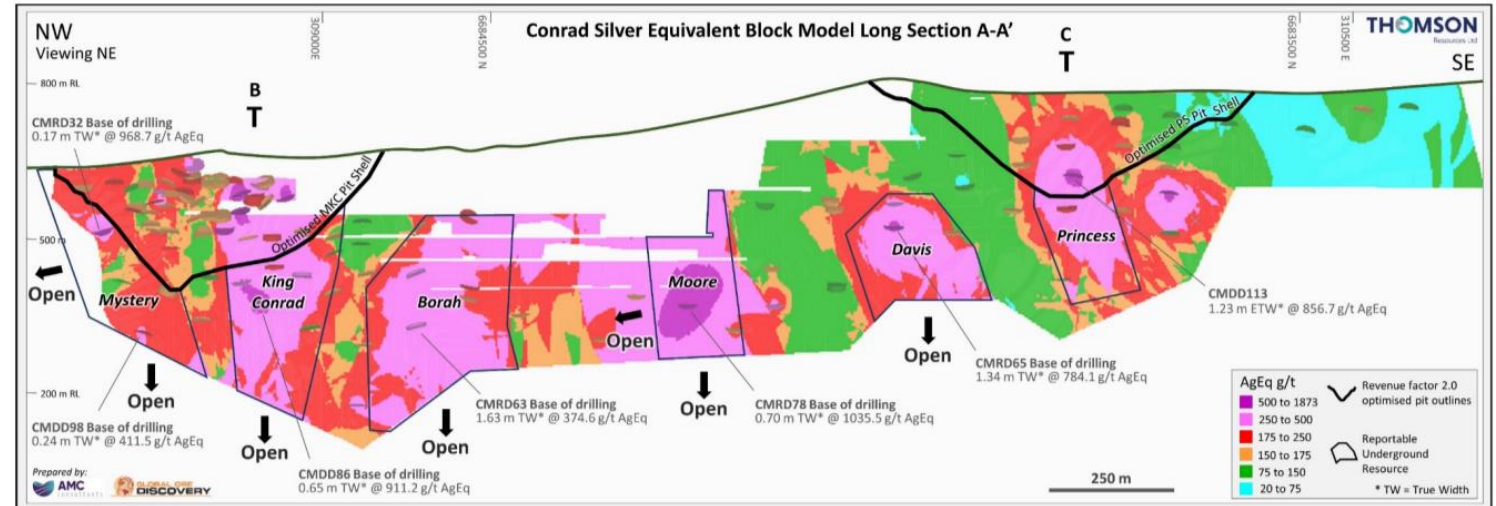 NW
Viewing NE
309000E
6684500 N
Conrad Silver Equivalent Block Model Long Section A-A’
C
T
6683500 N
310500 E
THOMSON
Resources Ltd
SE
800 m RL
B
T
CMRD32 Base of drilling
0.17 m TW* @ 968.7 g/t AgEq
Optimised MKC Pit Shell
Optimised PS Pit Shell
500 m
Open
Mystery
King
Conrad
Borah
Moore
Davis
Princess
Open
CMDD113
1.23 m ETW* @ 856.7 g/t AgEq
Open
CMRD65 Base of drilling
1.34 m TW* @ 784.1 g/t AgEq
200 m RL
Open
Open
Open
Open
CMRD63 Base of drilling
1.63 m TW* @ 374.6 g/t AgEq
CMRD78 Base of drilling
0.70 m TW* @ 1035.5 g/t AgEq
CMDD98 Base of drilling
0.24 m TW* @ 411.5 g/t AgEq
CMDD86 Base of drilling
0.65 m TW* @ 911.2 g/t AgEq
Prepared by:
AMC
consultants
GLOBAL ORE
DISCOVERY
250 m
AgEq g/t
500 to 1873
250 to 500
175 to 250
150 to 175
75 to 150
20 to 75
Revenue factor 2.0
optimised pit outlines
Reportable
Underground
Resource
* TW = True Width